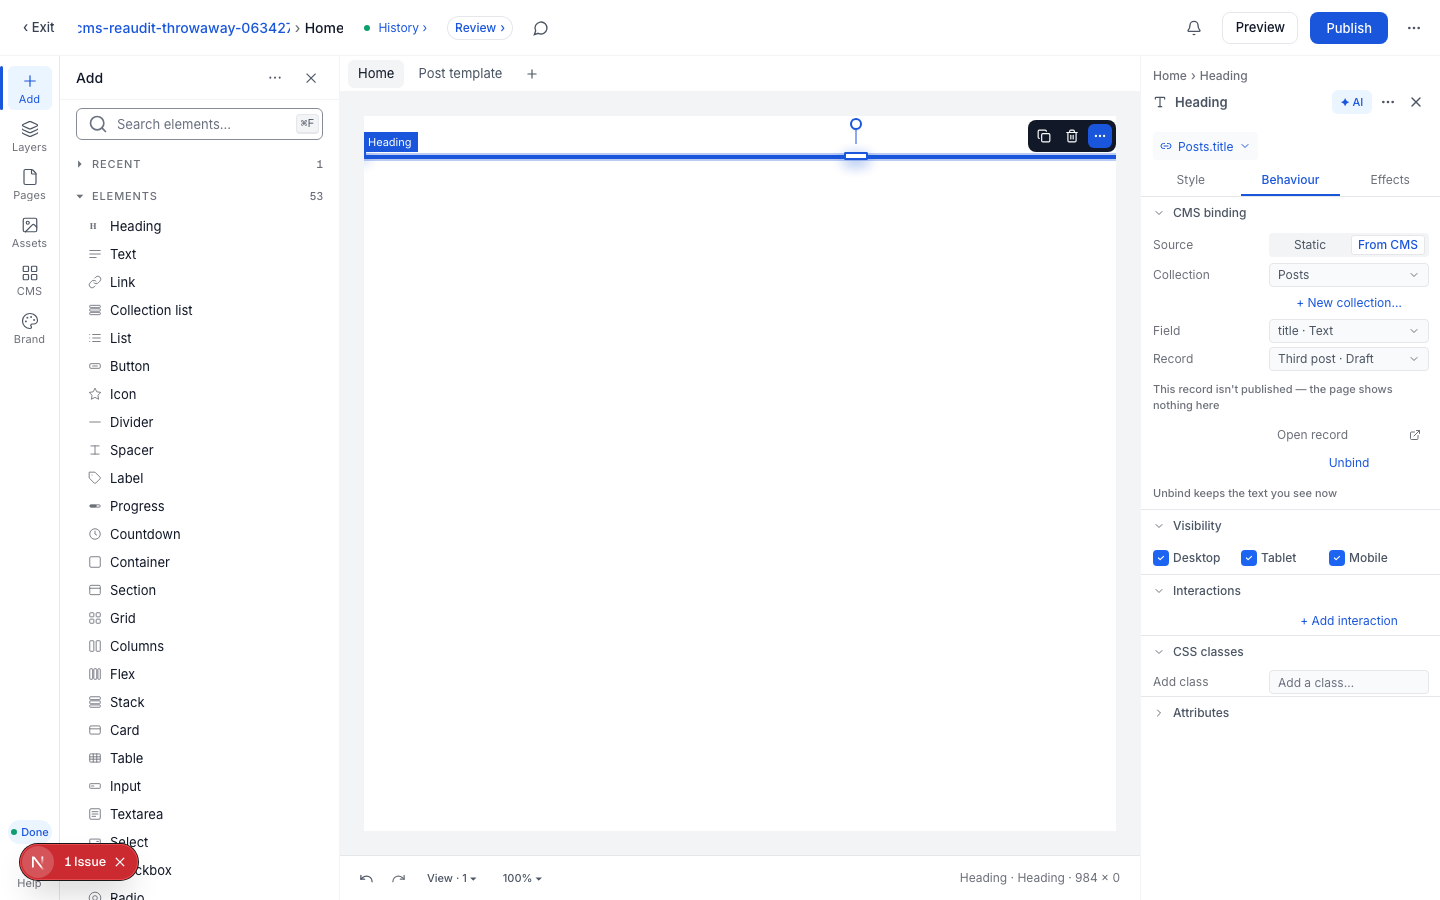 ‹ Exit
cms-reaudit-throwaway-063427 › Home
History ›
Review ›
Preview
Publish
Add
Layers
Pages
Assets
CMS
Brand
Done
1 Issue
Help
Add
Search elements...
⌘F
RECENT 1
ELEMENTS 53
Heading
Text
Link
Collection list
List
Button
Icon
Divider
Spacer
Label
Progress
Countdown
Container
Section
Grid
Columns
Flex
Stack
Card
Table
Input
Textarea
Select
ckbox
Radio
Home
Post template
Heading
View · 1
100%
Heading · Heading · 984 × 0
Home › Heading
Heading
AI
Posts.title
Style
Behaviour
Effects
CMS binding
Source
Static
From CMS
Collection
Posts
+ New collection...
Field
title · Text
Record
Third post · Draft
This record isn't published — the page shows
nothing here
Open record
Unbind
Unbind keeps the text you see now
Visibility
Desktop
Tablet
Mobile
Interactions
+ Add interaction
CSS classes
Add class
Add a class...
Attributes